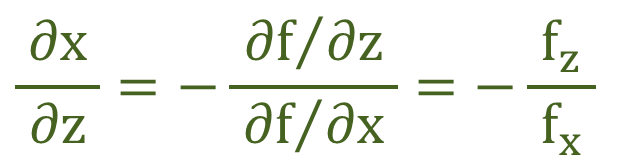 ∂x/∂z = − (∂f/∂z)/(∂f/∂x) = − f_z/f_x